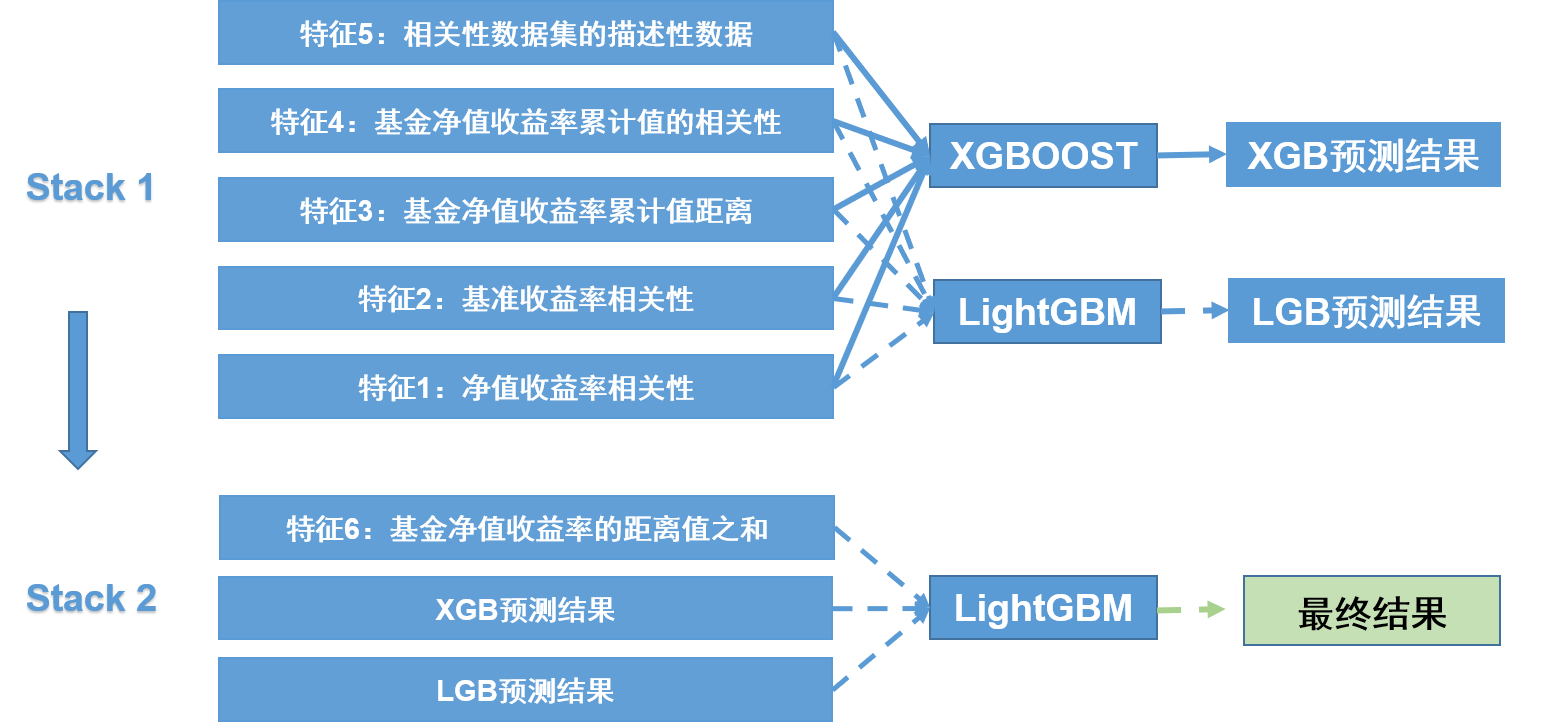 特征5：相关性数据集的描述性数据
特征4：基金净值收益率累计值的相关性
XGBOOST
XGB预测结果
Stack 1
特征3：基金净值收益率累计值距离
特征2：基准收益率相关性
LightGBM
LGB预测结果
特征1：净值收益率相关性
特征6：基金净值收益率的距离值之和
Stack 2
XGB预测结果
LightGBM
最终结果
LGB预测结果